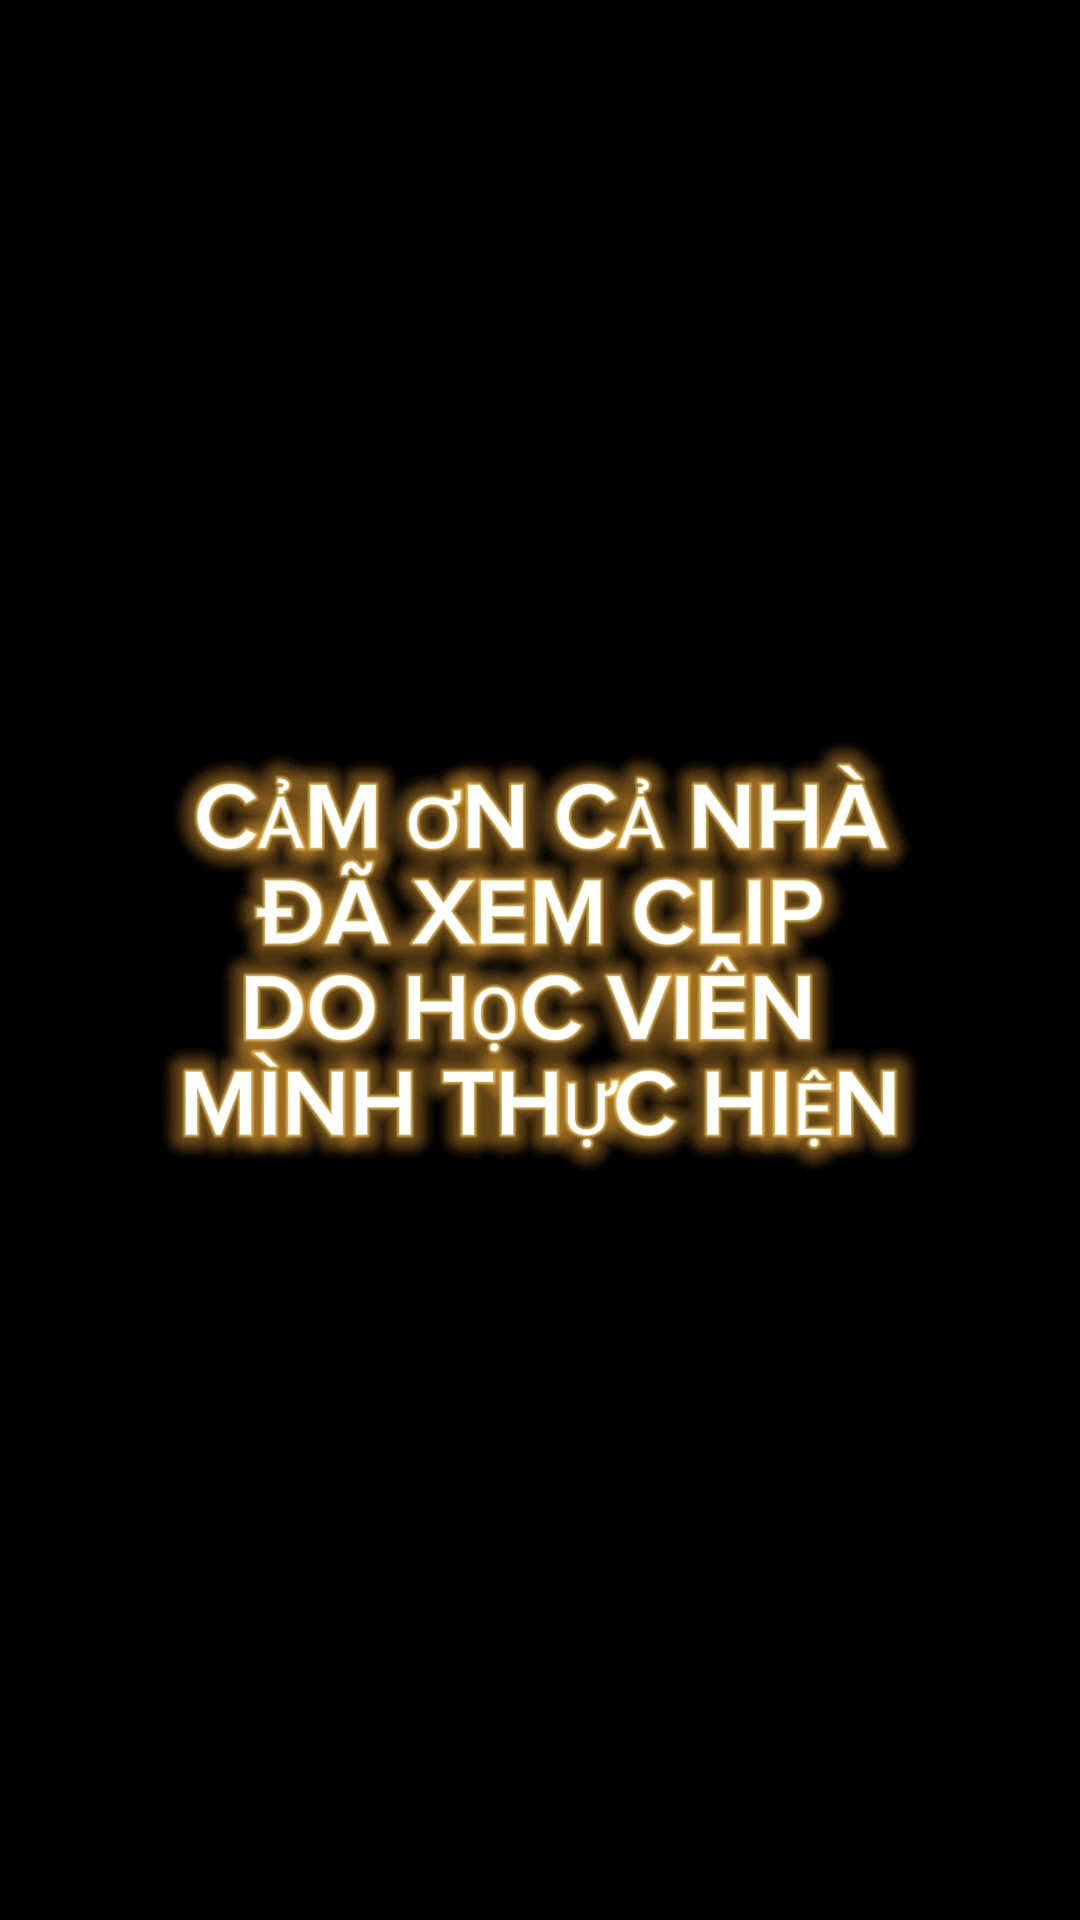 CẢM ƠN CẢ NHÀ
ĐÃ XEM CLIP
DO HỌC VIÊN
MÌNH THỰC HIỆN